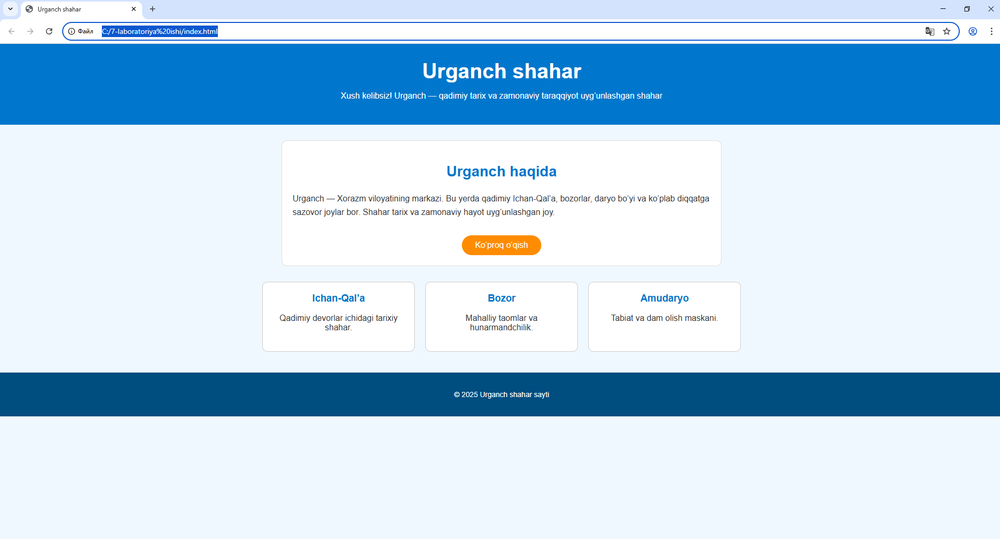 Urganch shahar
Файл C:/7-laboratoriya%20ishi/index.html
Urganch shahar
Xush kelibsiz! Urganch — qadimiy tarix va zamonaviy taraqqiyot uyg‘unlashgan shahar
Urganch haqida
Urganch — Xorazm viloyatining markazi. Bu yerda qadimiy Ichan-Qal’a, bozorlar, daryo bo‘yi va ko‘plab diqqatga
sazovor joylar bor. Shahar tarix va zamonaviy hayot uyg‘unlashgan joy.
Ko‘proq o‘qish
Ichan-Qal’a
Qadimiy devorlar ichidagi tarixiy
shahar.
Bozor
Mahalliy taomlar va
hunarmandchilik.
Amudaryo
Tabiat va dam olish maskani.
© 2025 Urganch shahar sayti